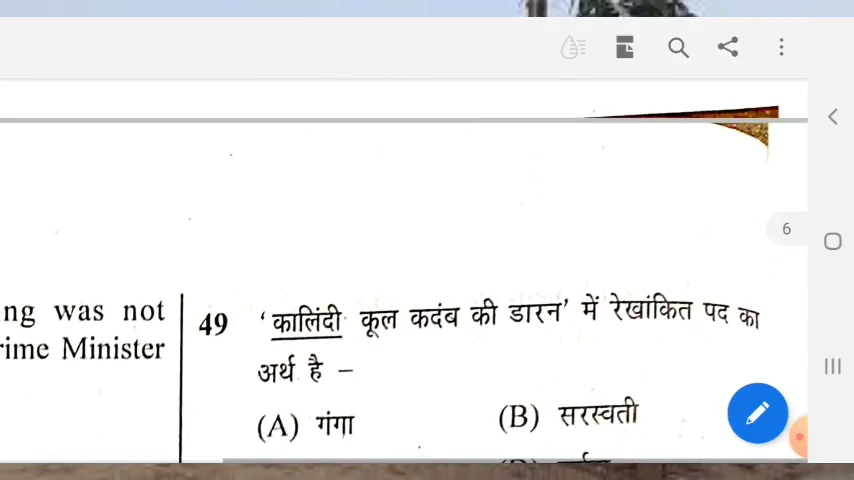 6
ng was not
rime Minister
49 'कालिंदी कूल कदंब की डारन' में रेखांकित पद का
अर्थ है –
(A) गंगा
(B) सरस्वती